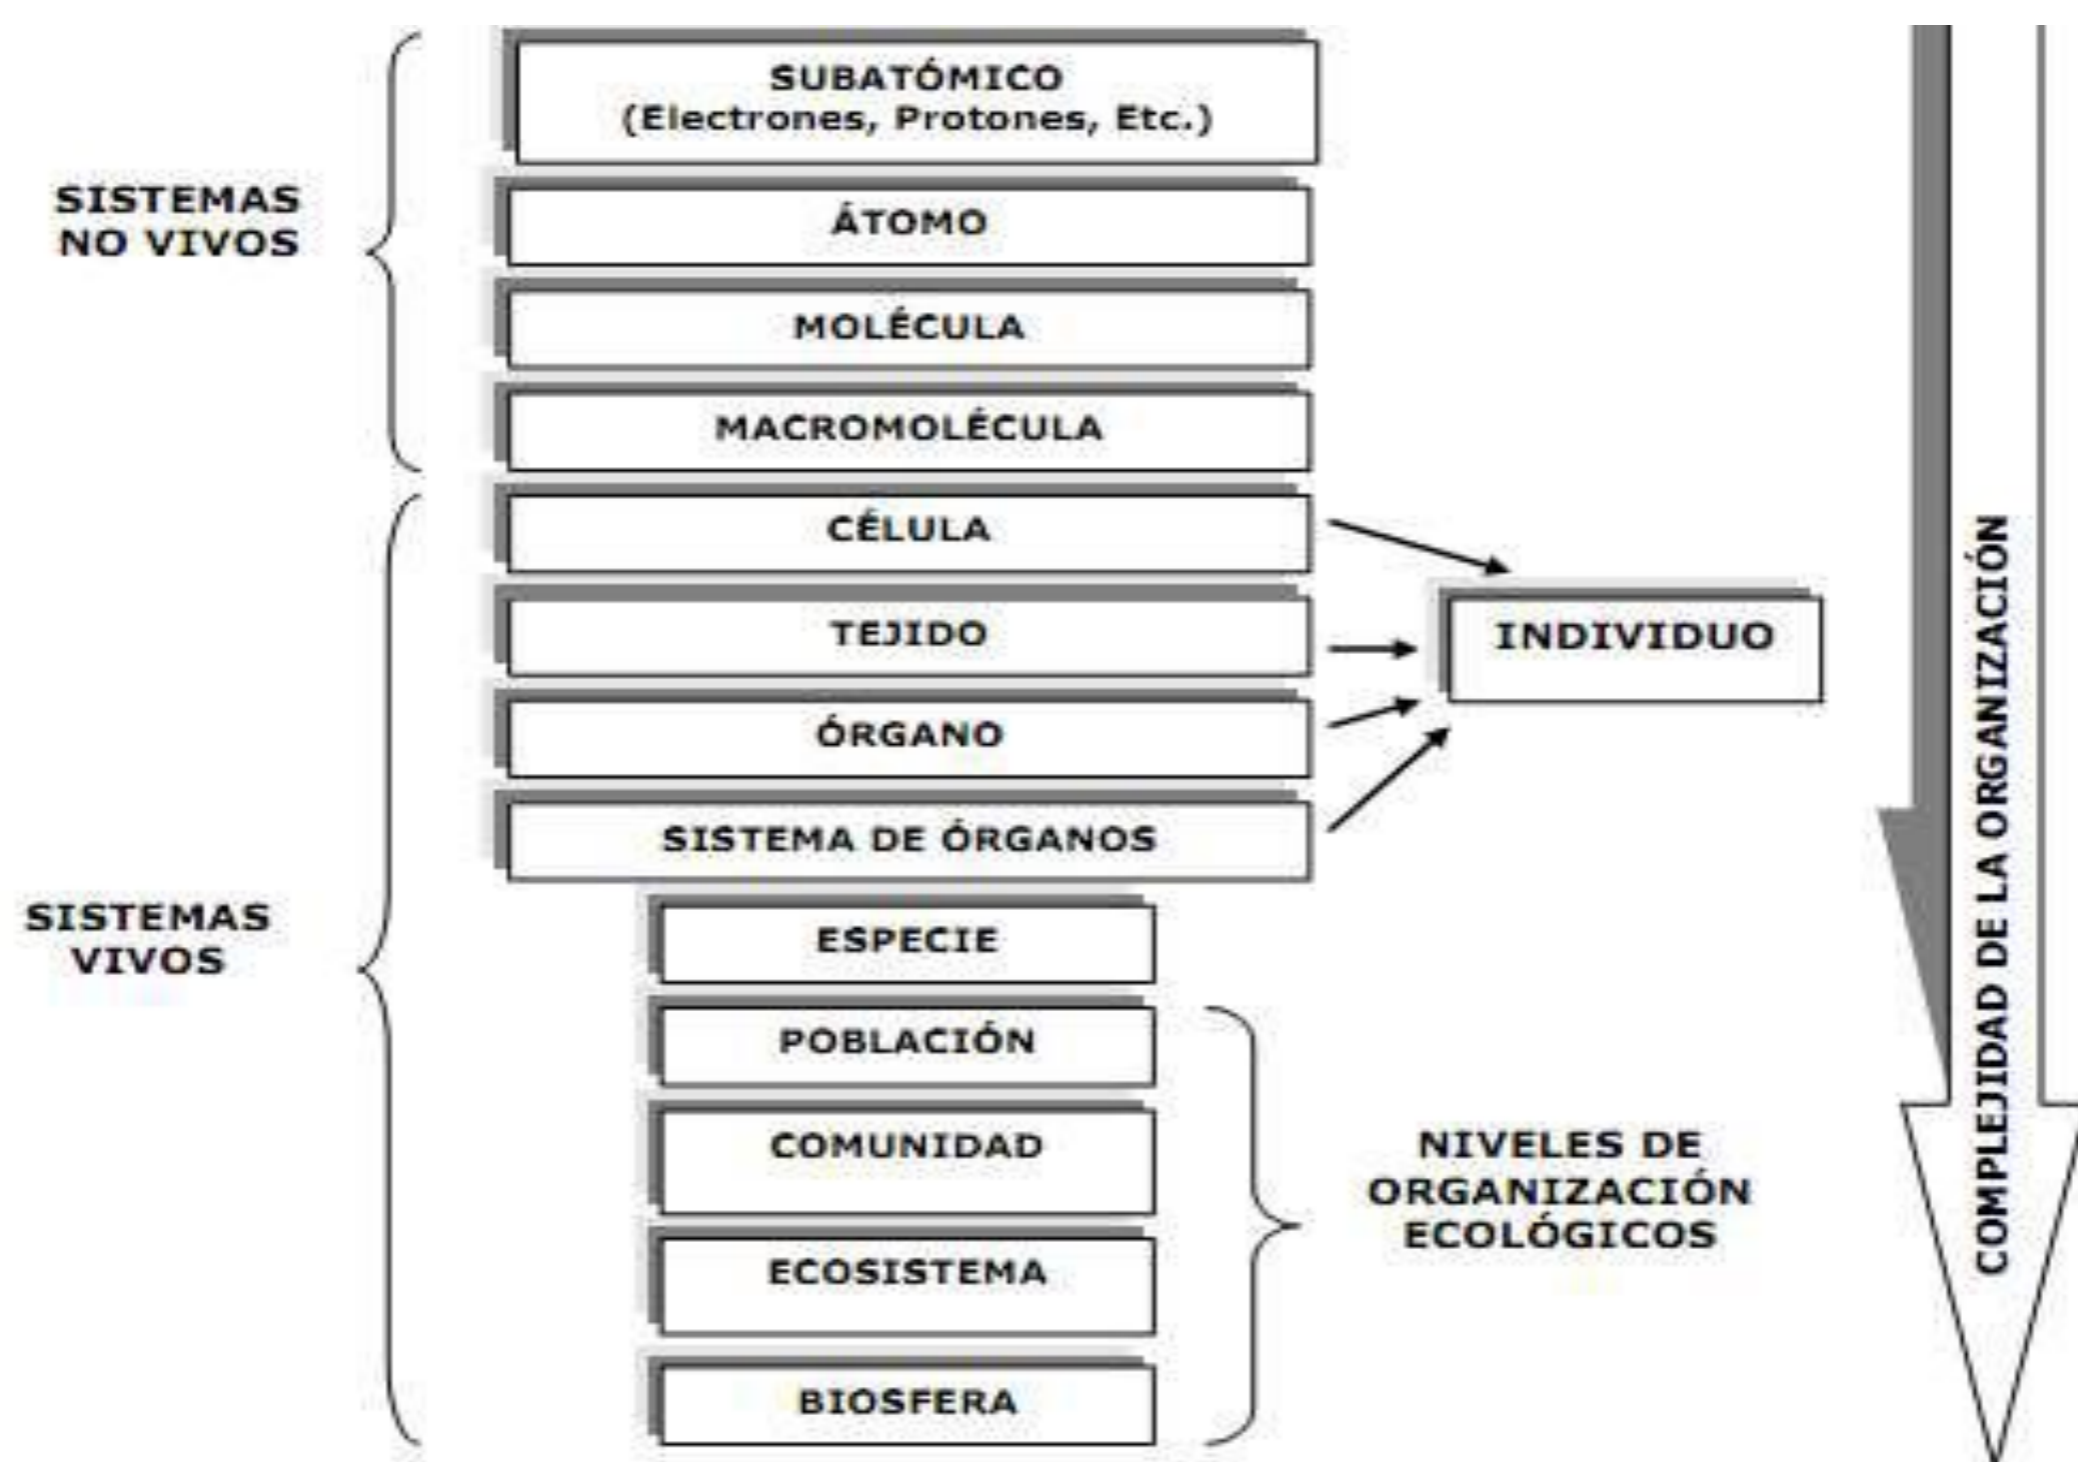 SISTEMAS
NO VIVOS
SUBATÓMICO
(Electrones, Protones, Etc.)
ÁTOMO
MOLÉCULA
MACROMOLÉCULA
SISTEMAS
VIVOS
CÉLULA
TEJIDO
ÓRGANO
SISTEMA DE ÓRGANOS
INDIVIDUO
ESPECIE
POBLACIÓN
COMUNIDAD
ECOSISTEMA
BIOSFERA
NIVELES DE
ORGANIZACIÓN
ECOLÓGICOS
COMPLEJIDAD DE LA ORGANIZACIÓN